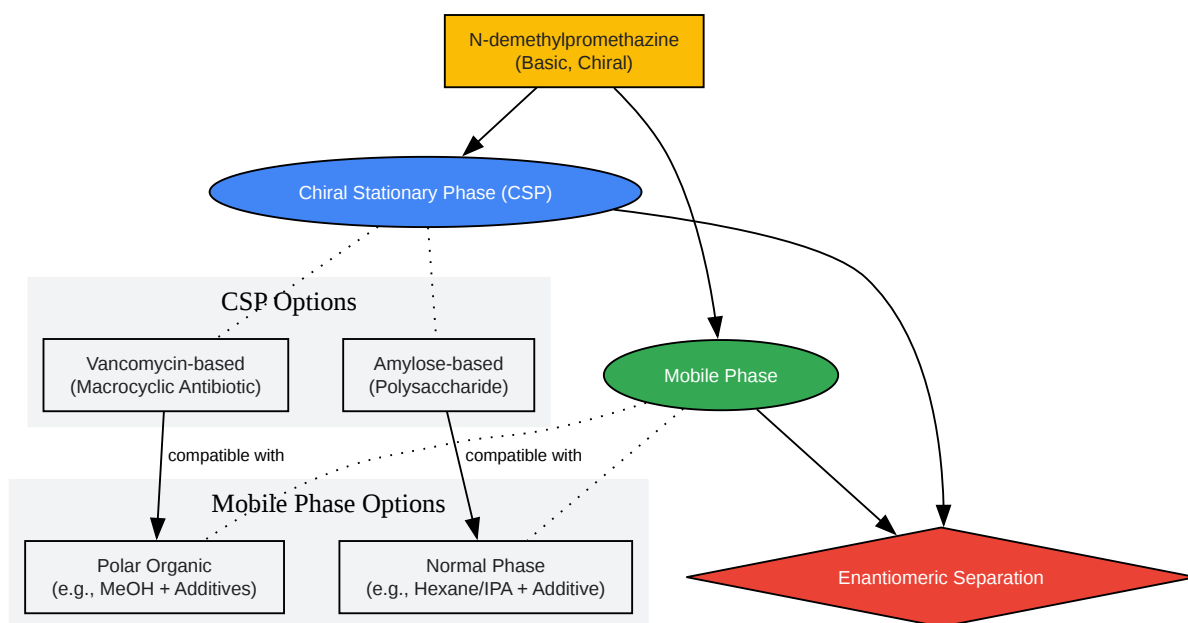 N-demethylpromethazine
(Basic, Chiral)
Chiral Stationary Phase (CSP)
CSP Options
Vancomycin-based
(Macrocyclic Antibiotic)
Amylose-based
(Polysaccharide)
Mobile Phase
compatible with
compatible with
Mobile Phase Options
Polar Organic
(e.g., MeOH + Additives)
Normal Phase
(e.g., Hexane/IPA + Additive)
Enantiomeric Separation